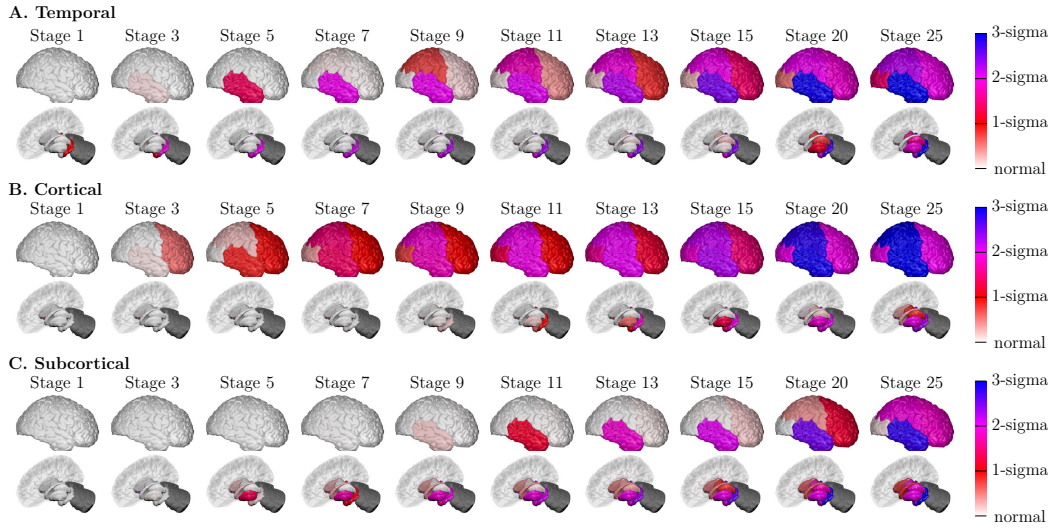 A. Temporal
Stage 1 Stage 3 Stage 5 Stage 7 Stage 9 Stage 11 Stage 13 Stage 15 Stage 20 Stage 25
3-sigma
2-sigma
1-sigma
normal
B. Cortical
Stage 1 Stage 3 Stage 5 Stage 7 Stage 9 Stage 11 Stage 13 Stage 15 Stage 20 Stage 25
3-sigma
2-sigma
1-sigma
normal
C. Subcortical
Stage 1 Stage 3 Stage 5 Stage 7 Stage 9 Stage 11 Stage 13 Stage 15 Stage 20 Stage 25
3-sigma
2-sigma
1-sigma
normal